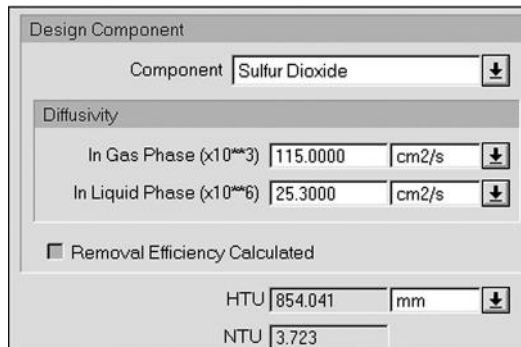 Design Component
Component Sulfur Dioxide
Diffusivity
In Gas Phase (x10**3) 115.0000 cm2/s
In Liquid Phase (x10**6) 25.3000 cm2/s
Removal Efficiency Calculated
HTU 854.041 mm
NTU 3.723